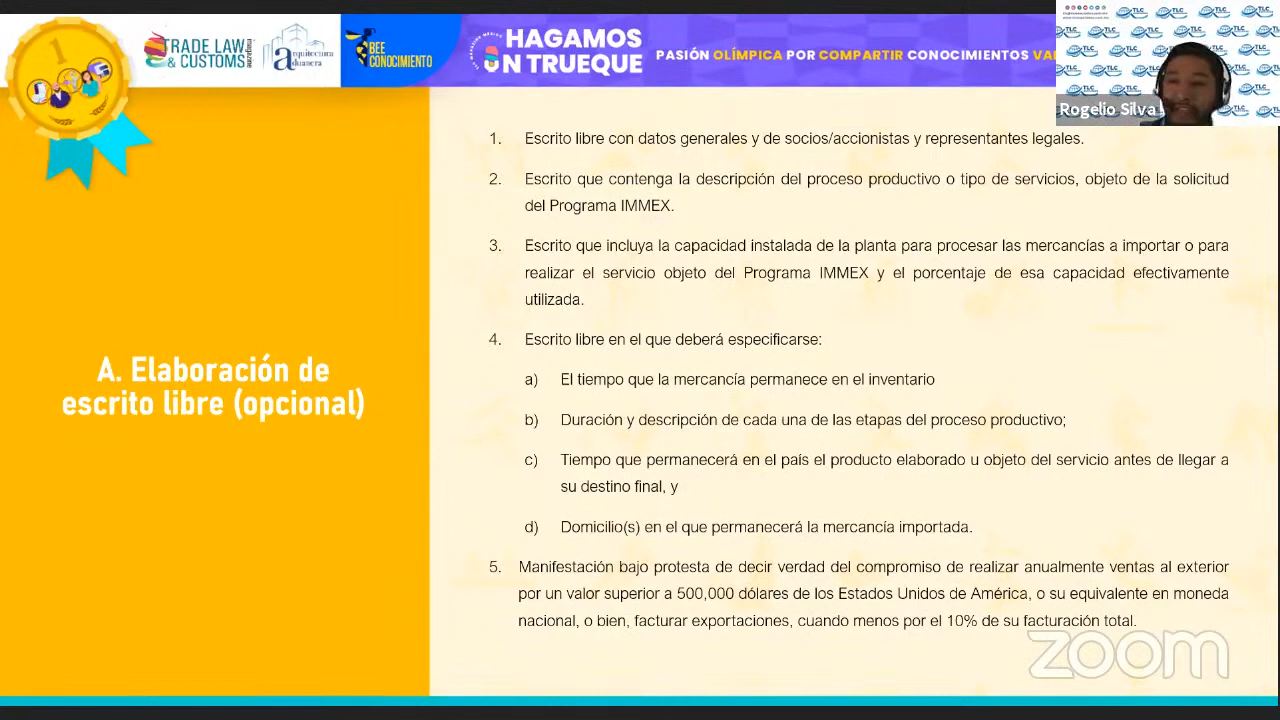 TRADE LAW
& CUSTOMS
arquitectura
aduanera
BEE
CONOCIMIENTO
HAGAMOS
UN TRUEQUE
PASIÓN OLÍMPICA POR COMPARTIR CONOCIMIENTOS VA
TLC
Rogelio Silva
A. Elaboración de
escrito libre (opcional)
1. Escrito libre con datos generales y de socios/accionistas y representantes legales.
2. Escrito que contenga la descripción del proceso productivo o tipo de servicios, objeto de la solicitud
del Programa IMMEX.
3. Escrito que incluya la capacidad instalada de la planta para procesar las mercancías a importar o para
realizar el servicio objeto del Programa IMMEX y el porcentaje de esa capacidad efectivamente
utilizada.
4. Escrito libre en el que deberá especificarse:
a) El tiempo que la mercancía permanece en el inventario
b) Duración y descripción de cada una de las etapas del proceso productivo;
c) Tiempo que permanecerá en el país el producto elaborado u objeto del servicio antes de llegar a
su destino final, y
d) Domicilio(s) en el que permanecerá la mercancía importada.
5. Manifestación bajo protesta de decir verdad del compromiso de realizar anualmente ventas al exterior
por un valor superior a 500,000 dólares de los Estados Unidos de América, o su equivalente en moneda
nacional, o bien, facturar exportaciones, cuando menos por el 10% de su facturación total.
zoom